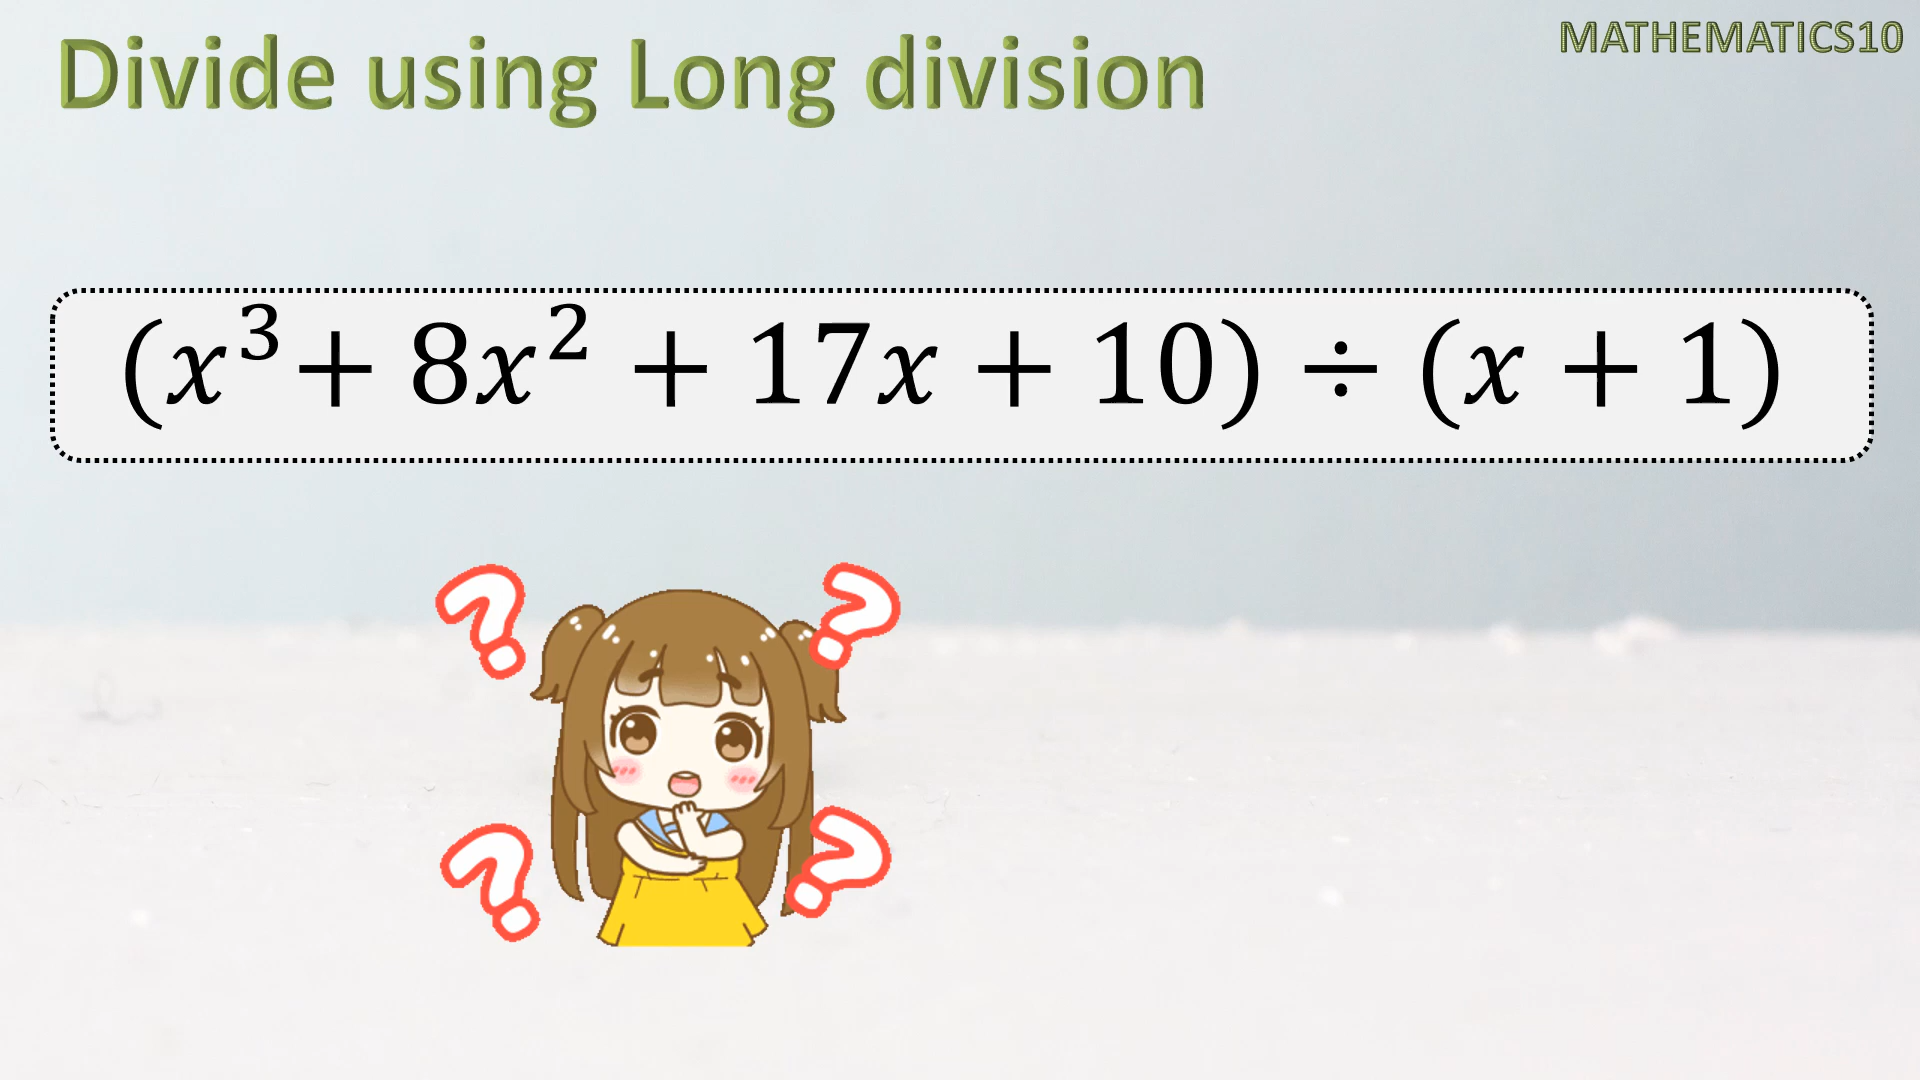 MATHEMATICS10
Divide using Long division
(x³+ 8x² + 17x + 10) ÷ (x + 1)
? ?
? ?